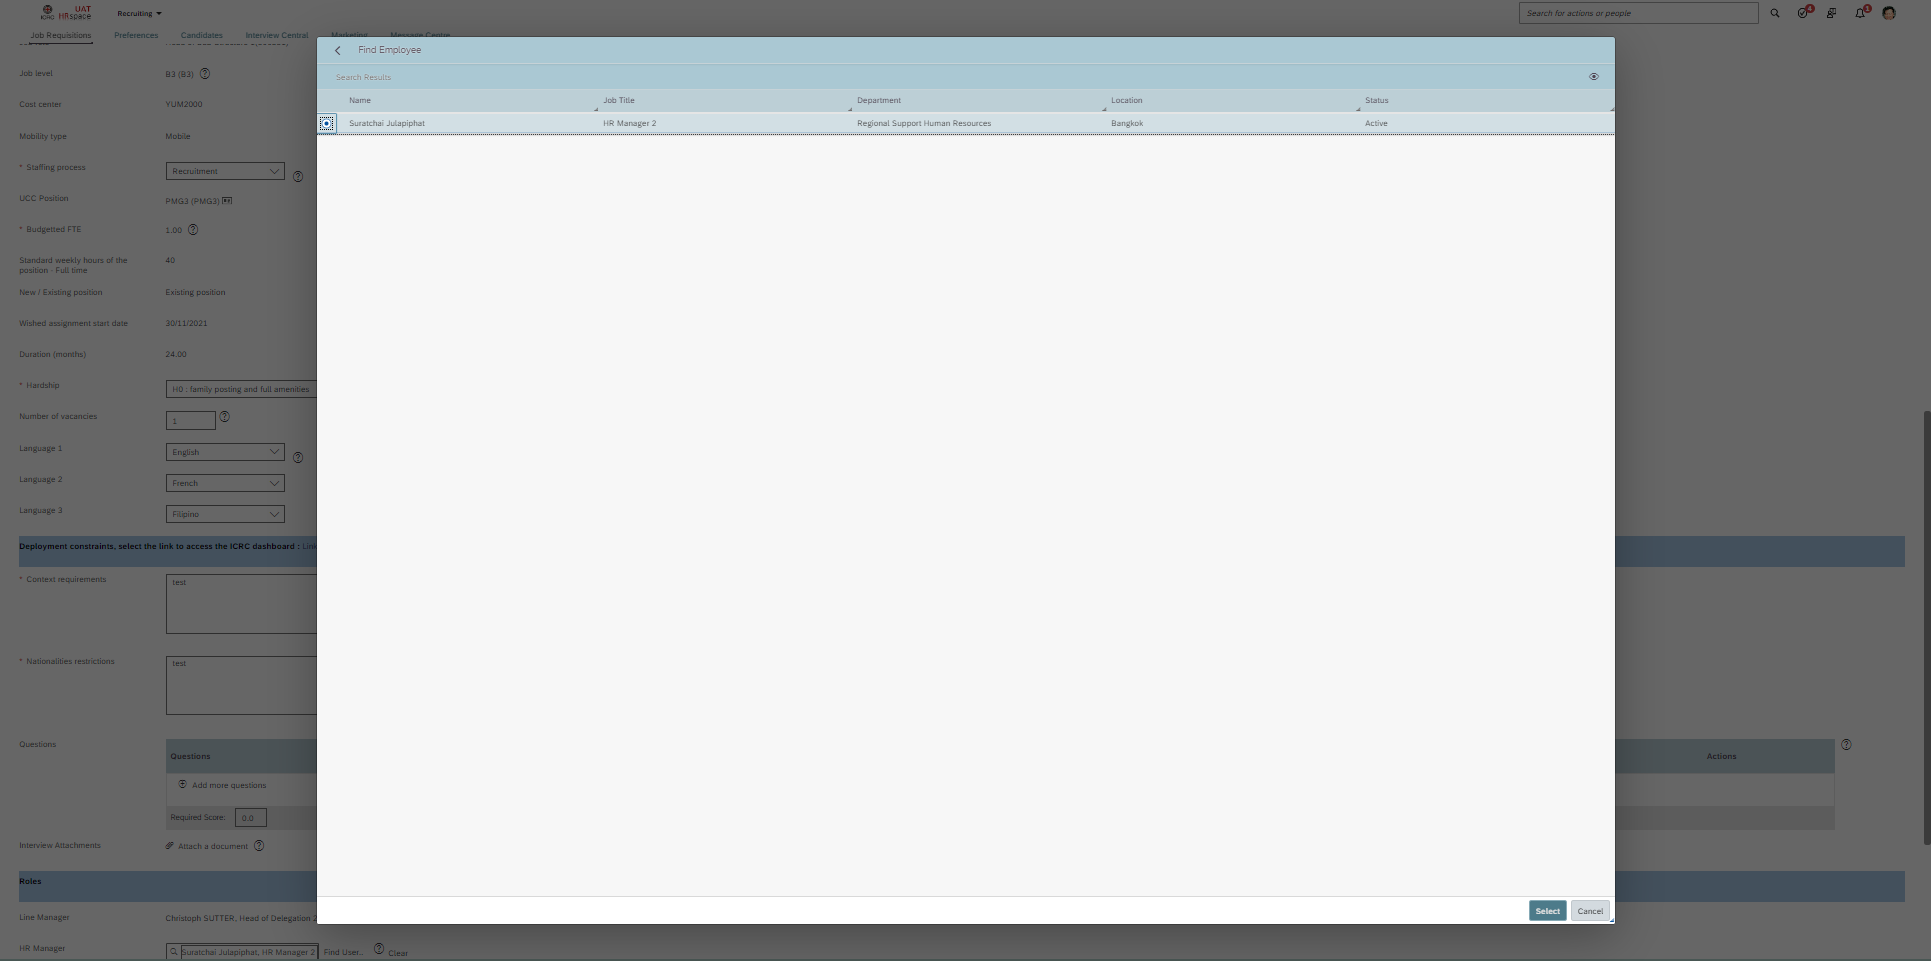 ICRC
UAT
HRspace
Recruiting
Search for actions or people
4
1
Job Requisitions
Preferences
Candidates
Interview Central
Marketing
Message Centre
Find Employee
Search Results
Name
Job Title
Department
Location
Status
Suratchai Julapiphat
HR Manager 2
Regional Support Human Resources
Bangkok
Active
Job level
B3 (B3)
Cost center
YUM2000
Mobility type
Mobile
* Staffing process
Recruitment
UCC Position
PMG3 (PMG3)
* Budgetted FTE
1.00
Standard weekly hours of the
position - Full time
40
New / Existing position
Existing position
Wished assignment start date
30/11/2021
Duration (months)
24.00
* Hardship
H0 : family posting and full amenities
Number of vacancies
1
Language 1
English
Language 2
French
Language 3
Filipino
Deployment constraints, select the link to access the ICRC dashboard : Link
* Context requirements
test
* Nationalities restrictions
test
Questions
Questions
Actions
Add more questions
Required Score:
0.0
Interview Attachments
Attach a document
Roles
Select
Cancel
Line Manager
Christoph SUTTER, Head of Delegation 2
HR Manager
Suratchai Julapiphat, HR Manager 2
Find User...
Clear